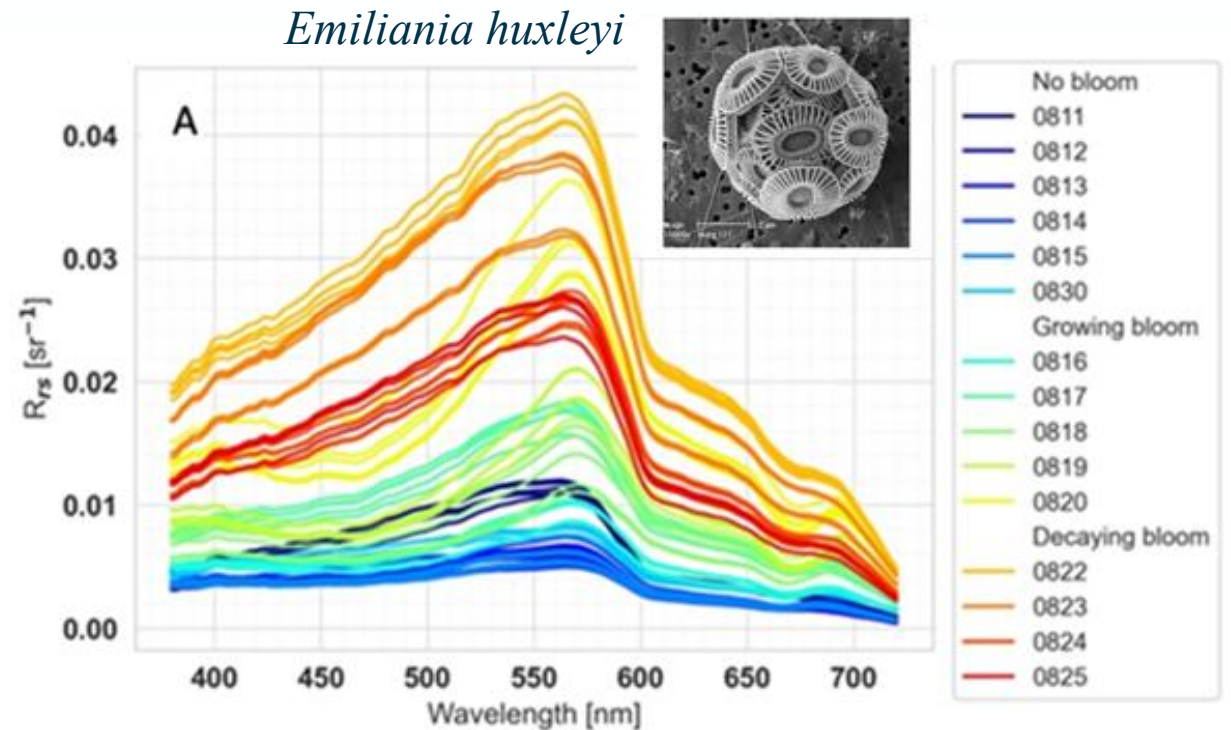 Emiliania huxleyi
A
R_rs [sr⁻¹]
0.04
0.03
0.02
0.01
0.00
400 450 500 550 600 650 700
Wavelength [nm]
No bloom
0811
0812
0813
0814
0815
0830
Growing bloom
0816
0817
0818
0819
0820
Decaying bloom
0822
0823
0824
0825